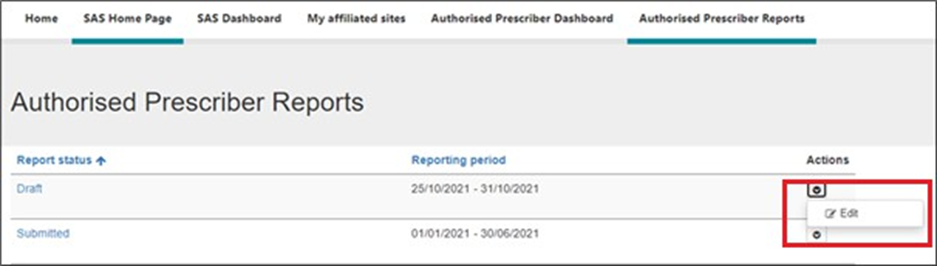 Home SAS Home Page SAS Dashboard My affiliated sites Authorised Prescriber Dashboard Authorised Prescriber Reports
Authorised Prescriber Reports
Report status Reporting period Actions
Draft 25/10/2021 - 31/10/2021
Edit
Submitted 01/01/2021 - 30/06/2021